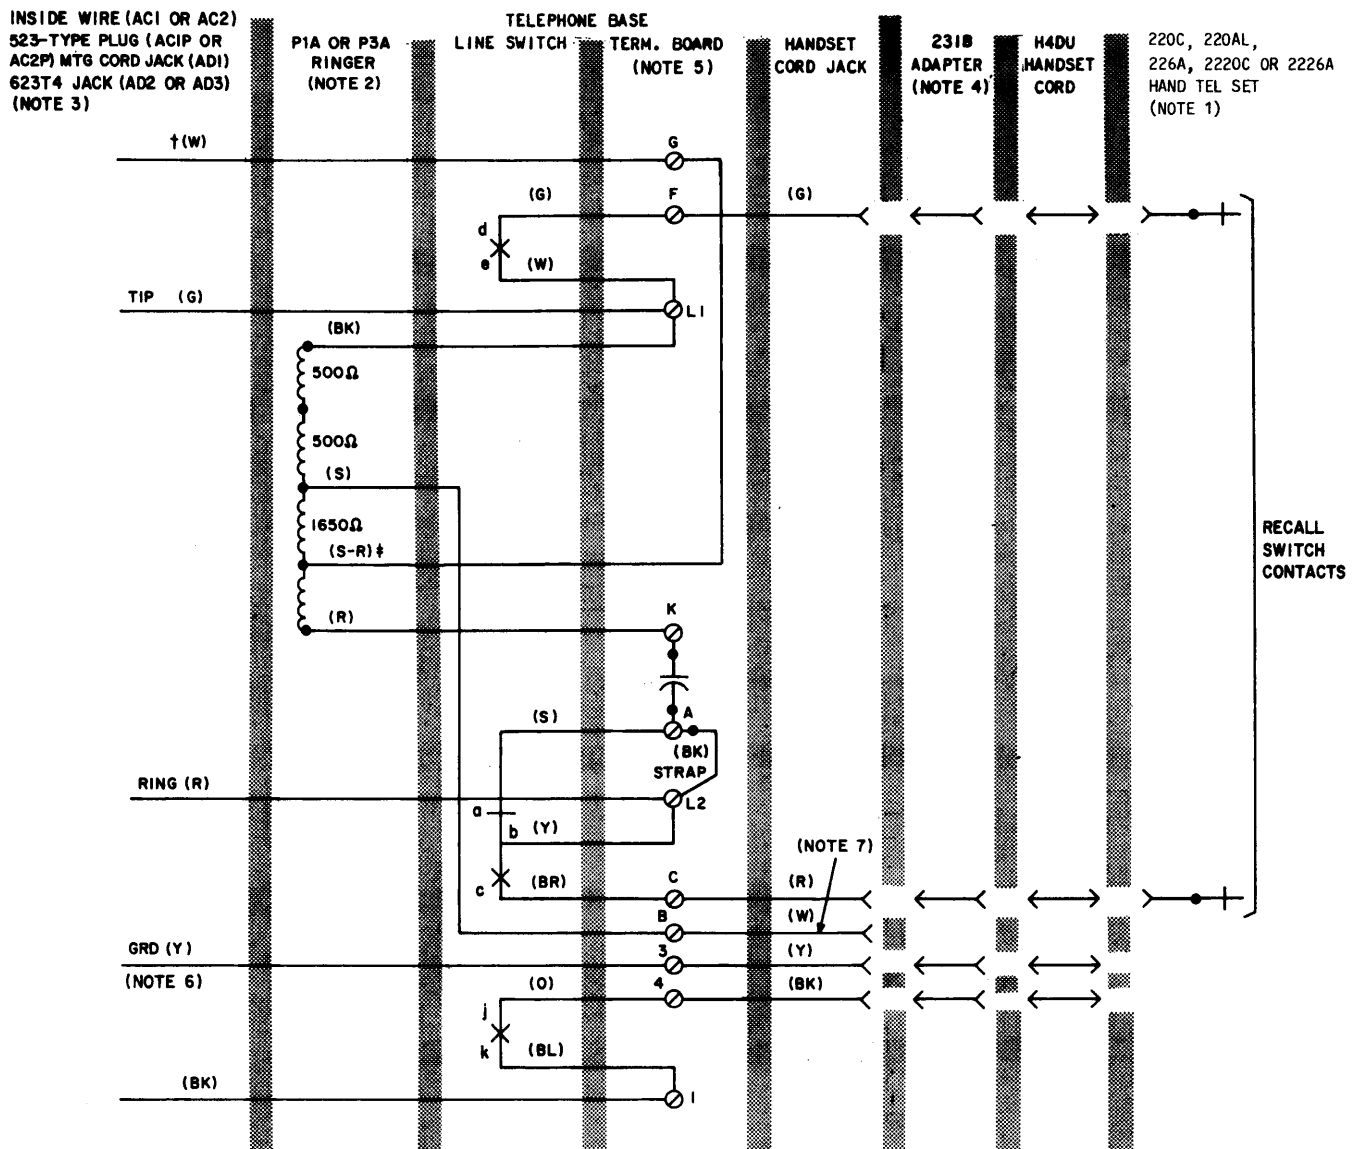 INSIDE WIRE (AC1 OR AC2)
523-TYPE PLUG (AC1P OR
AC2P) MTG CORD JACK (AD1)
623T4 JACK (AD2 OR AD3)
(NOTE 3)
P1A OR P3A
RINGER
(NOTE 2)
TELEPHONE BASE
LINE SWITCH
TERM. BOARD
(NOTE 5)
HANDSET
CORD JACK
231B
ADAPTER
(NOTE 4)
H4DU
HANDSET
CORD
220C, 220AL,
226A, 2220C OR 2226A
HAND TEL SET
(NOTE 1)
†(W)
G
(G)
F
(G)
d
e
(W)
TIP (G)
L1
(BK)
500Ω
500Ω
(S)
1650Ω
(S-R)‡
RECALL
SWITCH
CONTACTS
(R)
K
(S)
A
(BK)
STRAP
RING (R)
L2
a
b
(Y)
(NOTE 7)
c
(BR)
C
(R)
B
(W)
GRD (Y)
3
(Y)
(NOTE 6)
(O)
4
(BK)
j
k
(BL)
(BK)
1